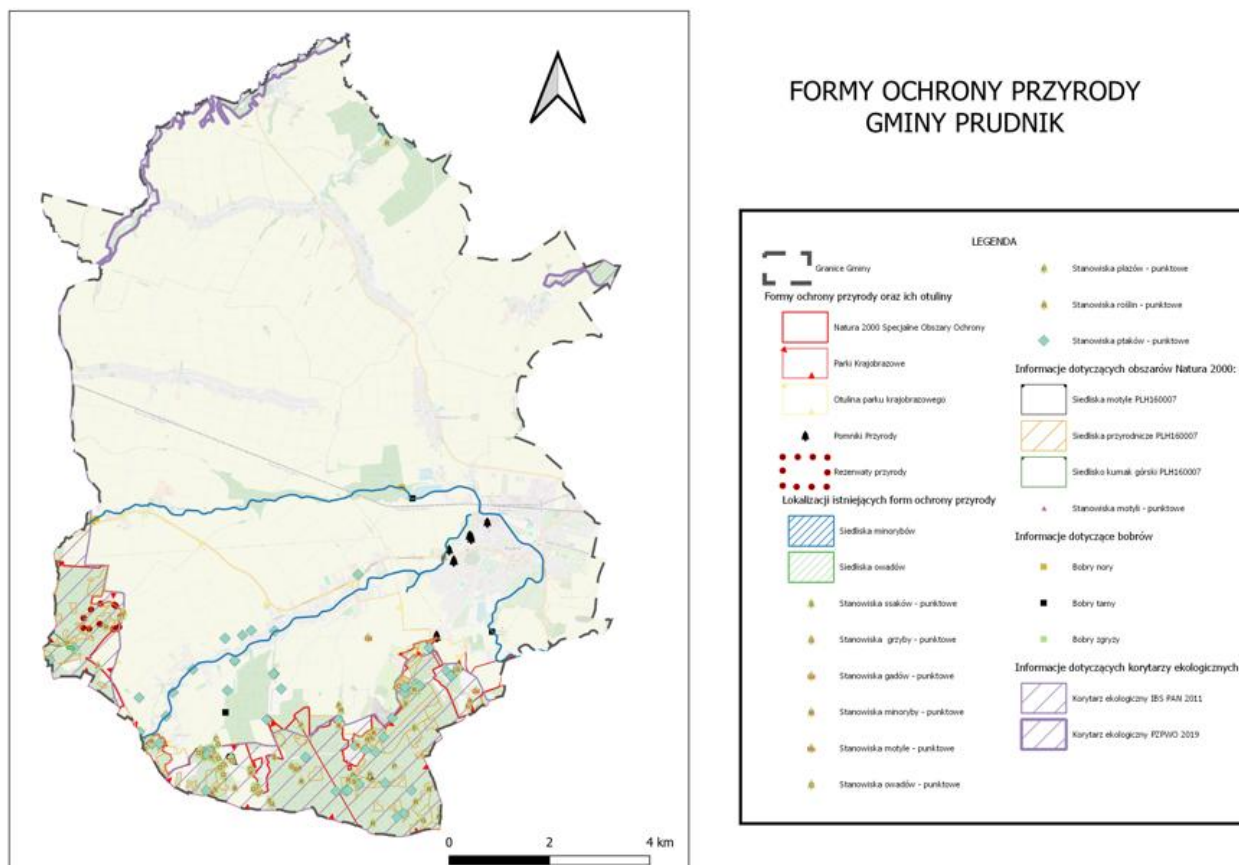 FORMY OCHRONY PRZYRODY
GMINY PRUDNIK
LEGENDA
Granice Gminy
Formy ochrony przyrody oraz ich otuliny
Natura 2000 Specjalne Obszary Ochrony
Parki Krajobrazowe
Otulina parku krajobrazowego
Pomniki Przyrody
Rezerwaty przyrody
Lokalizacji istniejących form ochrony przyrody
Siedliska minorybów
Siedliska owadów
Stanowiska ssaków - punktowe
Stanowiska grzyby - punktowe
Stanowiska gadów - punktowe
Stanowiska minoryby - punktowe
Stanowiska motyle - punktowe
Stanowiska owadów - punktowe
Stanowiska płazów - punktowe
Stanowiska roślin - punktowe
Stanowiska ptaków - punktowe
Informacje dotyczących obszarów Natura 2000:
Siedliska motyle PLH160007
Siedliska przyrodnicze PLH160007
Siedlisko kumak górski PLH160007
Stanowiska motyli - punktowe
Informacje dotyczące bobrów
Bobry nory
Bobry tamy
Bobry zgryzy
Informacje dotyczących korytarzy ekologicznych
Korytarz ekologiczny IBS PAN 2011
Korytarz ekologiczny PZPWO 2019
0 2 4 km